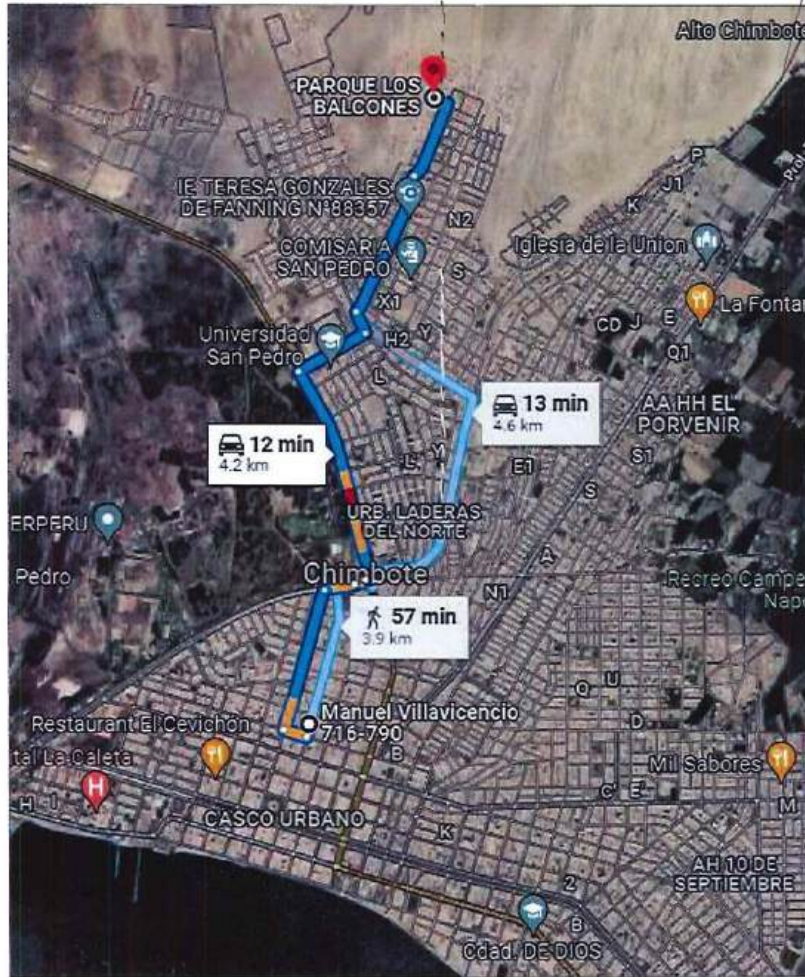 Alto Chimbote
PARQUE LOS
BALCONES
P
J1
K
IE TERESA GONZALES
DE FANNING N°88357
N2
COMISARIA
SAN PEDRO
S
Iglesia de la Union
X1
La Fontan
CD
J
E
Universidad
San Pedro
H2
Y
Q1
L
13 min
4.6 km
AA HH EL
PORVENIR
12 min
4.2 km
L
Y
E1
S1
S
URB. LADERAS
DEL NORTE
ERPERU
A
Pedro
Chimbote
N1
Recreo Campe
Napo
57 min
3.9 km
Q
U
Manuel Villavicencio
716-790
D
Restaurant El Cevichón
B
Mil Sabores
tal La Caleta
H
H
I
C'
E'
M
CASCO URBANO
K
AH 10 DE
SEPTIEMBRE
2
B
Cdad. DE DIOS